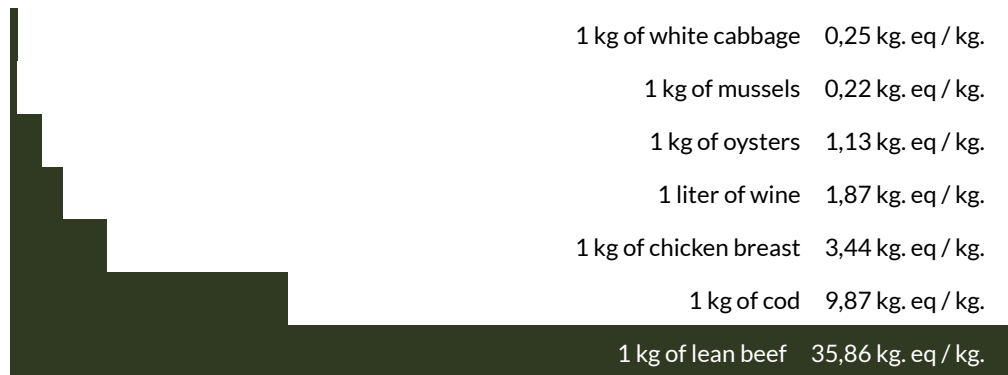 1 kg of white cabbage 0,25 kg. eq / kg.
1 kg of mussels 0,22 kg. eq / kg.
1 kg of oysters 1,13 kg. eq / kg.
1 liter of wine 1,87 kg. eq / kg.
1 kg of chicken breast 3,44 kg. eq / kg.
1 kg of cod 9,87 kg. eq / kg.
1 kg of lean beef 35,86 kg. eq / kg.